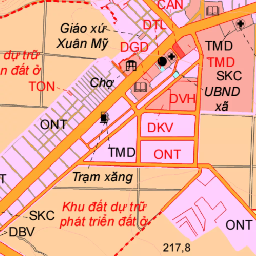 CAN
Giáo xứ
Xuân Mỹ
DTL
DGD
TMD
dự trữ
ển đất ở
TMD
SKC
TON
Chợ
UBND
xã
DVH
ONT
DKV
TMD
ONT
Trạm xăng
Khu đất dự trữ
phát triển đất ở
SKC
DBV
ONT
217,8